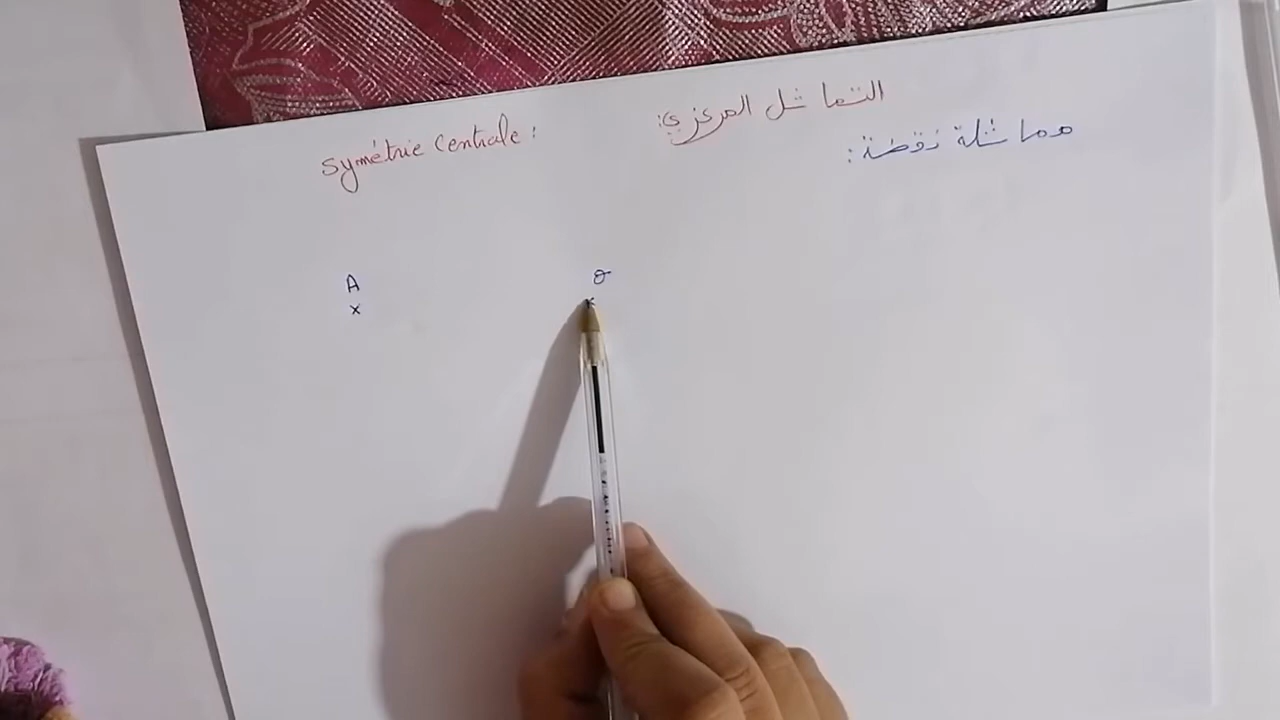 Symétrie Centrale :
التماثل المركزي:
مماثلة نقطة :
A
O
x
x